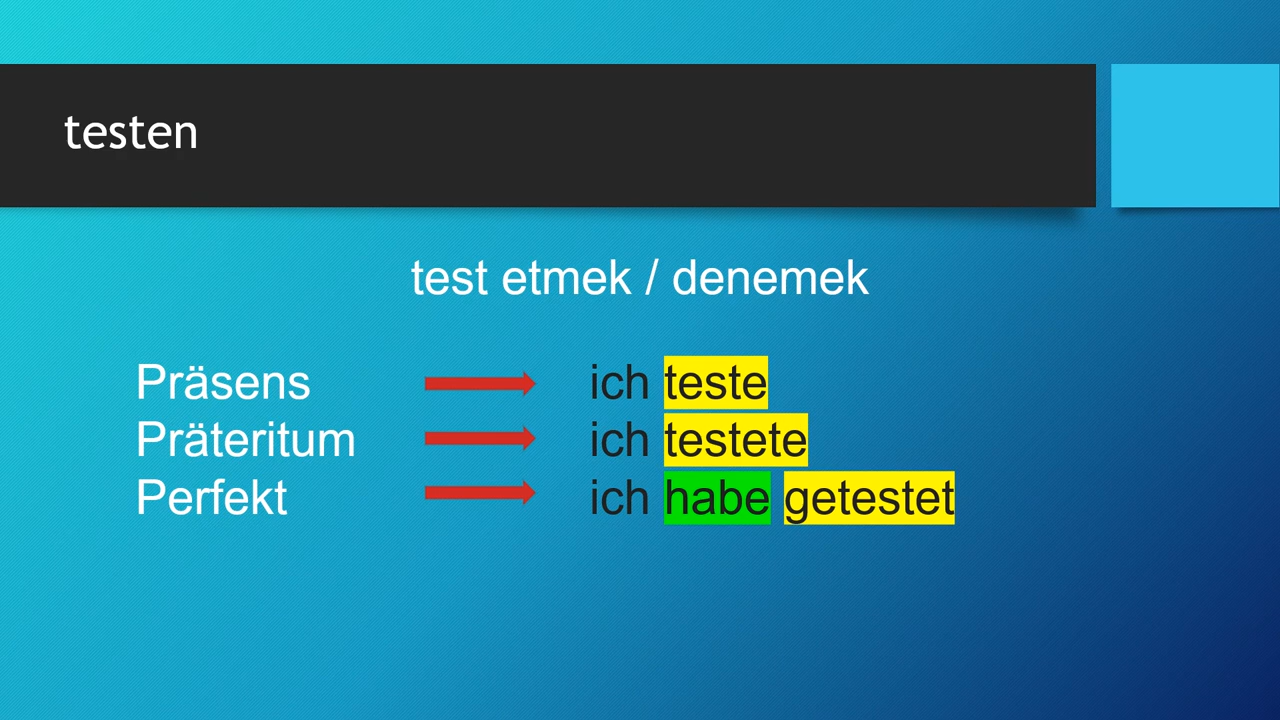 testen
test etmek / denemek
Präsens ich teste
Präteritum ich testete
Perfekt ich habe getestet